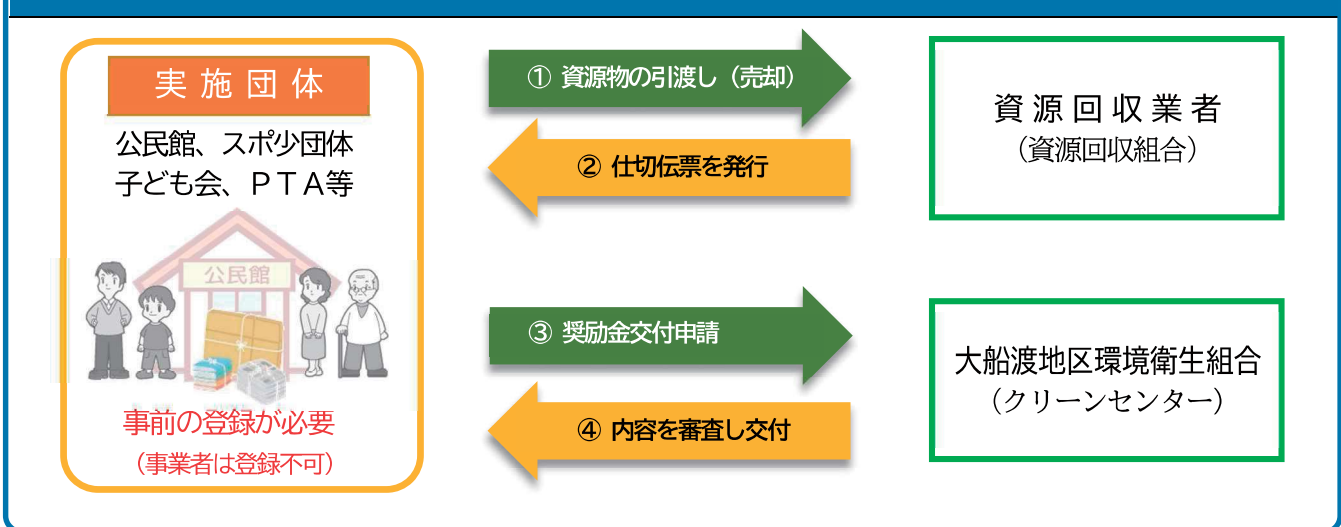 実施団体
公民館、スポ少団体
子ども会、ＰＴＡ等
公民館
事前の登録が必要
（事業者は登録不可）
① 資源物の引渡し（売却）
② 仕切伝票を発行
資源回収業者
（資源回収組合）
③ 奨励金交付申請
④ 内容を審査し交付
大船渡地区環境衛生組合
（クリーンセンター）